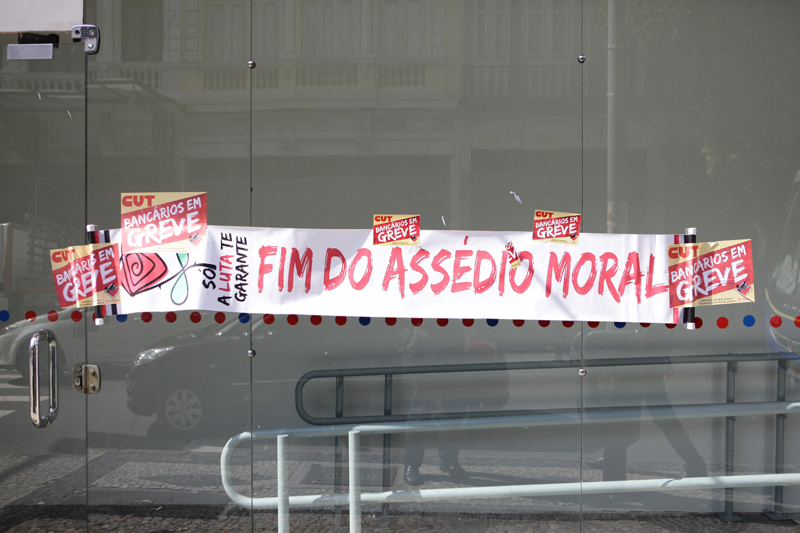 CUT
BANCÁRIOS EM
GREVE
CUT
BANCÁRIOS EM
GREVE
SÓ
A LUTA TE
GARANTE
FIM DO ASSÉDIO MORAL
CUT
BANCÁRIOS EM
GREVE
CUT
BANCÁRIOS EM
GREVE
CUT
BANCÁRIOS EM
GREVE